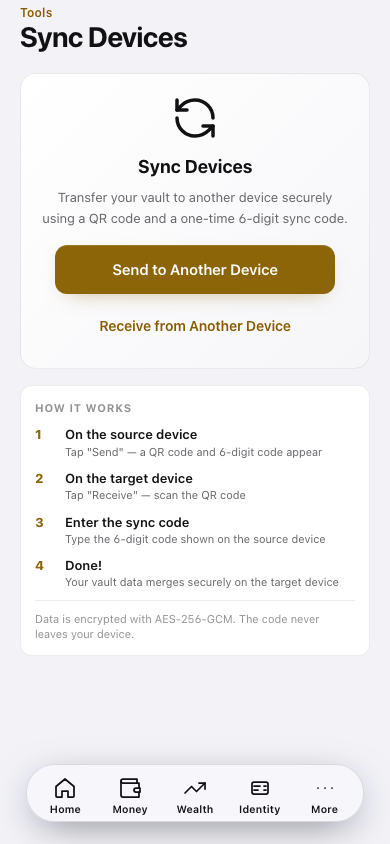 Tools
Sync Devices
Sync Devices
Transfer your vault to another device securely
using a QR code and a one-time 6-digit sync code.
Send to Another Device
Receive from Another Device
HOW IT WORKS
1 On the source device
Tap "Send" — a QR code and 6-digit code appear
2 On the target device
Tap "Receive" — scan the QR code
3 Enter the sync code
Type the 6-digit code shown on the source device
4 Done!
Your vault data merges securely on the target device
Data is encrypted with AES-256-GCM. The code never
leaves your device.
Home Money Wealth Identity More